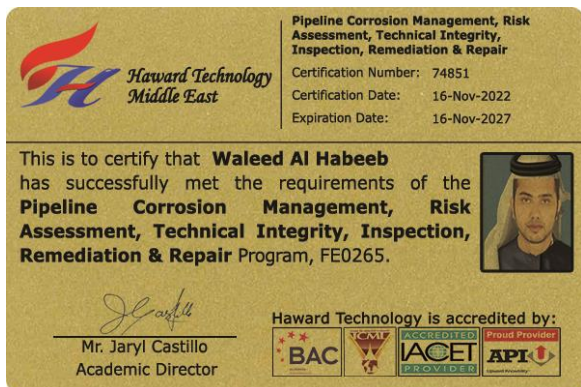 Haward Technology
Middle East
Pipeline Corrosion Management, Risk
Assessment, Technical Integrity,
Inspection, Remediation & Repair
Certification Number: 74851
Certification Date: 16-Nov-2022
Expiration Date: 16-Nov-2027
This is to certify that Waleed Al Habeeb
has successfully met the requirements of the
Pipeline Corrosion Management, Risk
Assessment, Technical Integrity, Inspection,
Remediation & Repair Program, FE0265.
Mr. Jaryl Castillo
Academic Director
Haward Technology is accredited by:
BAC
ACCREDITED
IACET
PROVIDER
Proud Provider
API